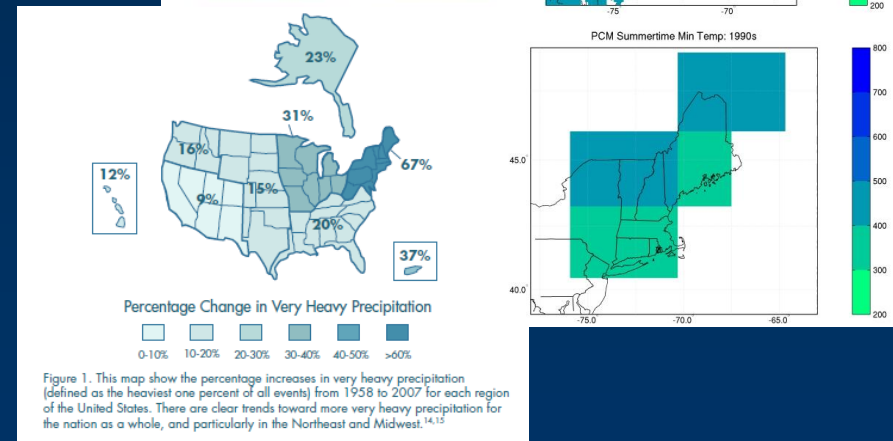 23%
31%
16%
67%
12%
9%
15%
20%
37%
Percentage Change in Very Heavy Precipitation
0-10% 10-20% 20-30% 30-40% 40-50% >60%
Figure 1. This map show the percentage increases in very heavy precipitation
(defined as the heaviest one percent of all events) from 1958 to 2007 for each region
of the United States. There are clear trends toward more very heavy precipitation for
the nation as a whole, and particularly in the Northeast and Midwest.14,15
-75 -70
200
PCM Summertime Min Temp: 1990s
45.0
40.0
-75.0 -70.0 -65.0
800
700
600
500
400
300
200